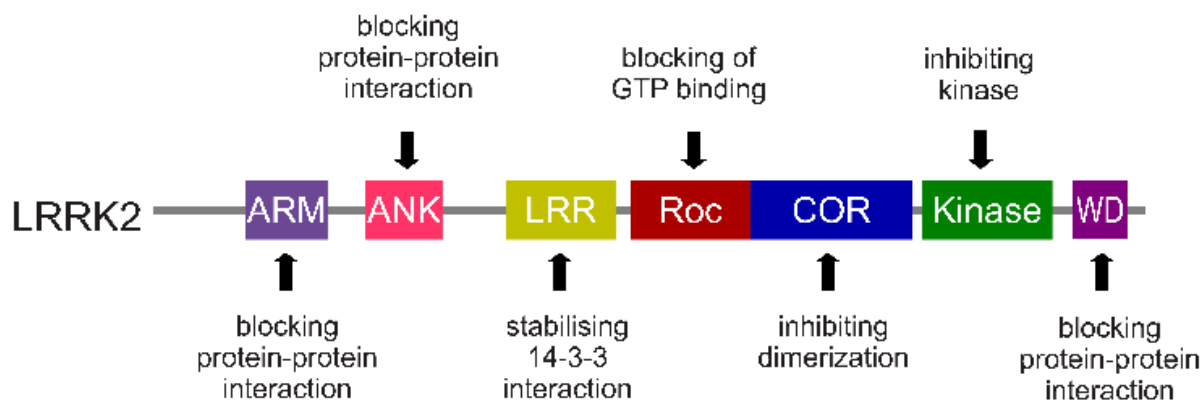 blocking
protein-protein
interaction
blocking of
GTP binding
inhibiting
kinase
LRRK2
ARM
ANK
LRR
Roc
COR
Kinase
WD
blocking
protein-protein
interaction
stabilising
14-3-3
interaction
inhibiting
dimerization
blocking
protein-protein
interaction